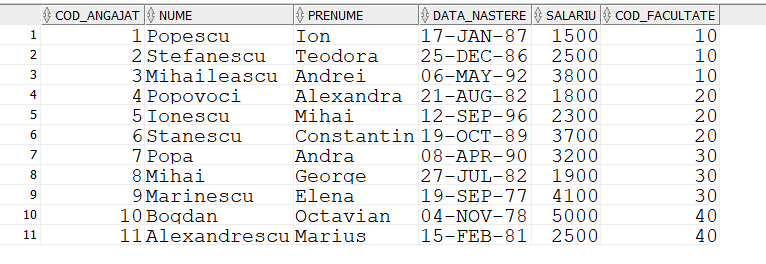 COD_ANGAJAT NUME PRENUME DATA_NASTERE SALARIU COD_FACULTATE
1 1 Popescu Ion 17-JAN-87 1500 10
2 2 Stefanescu Teodora 25-DEC-86 2500 10
3 3 Mihaileascu Andrei 06-MAY-92 3800 10
4 4 Popovoci Alexandra 21-AUG-82 1800 20
5 5 Ionescu Mihai 12-SEP-96 2300 20
6 6 Stanescu Constantin 19-OCT-89 3700 20
7 7 Popa Andra 08-APR-90 3200 30
8 8 Mihai George 27-JUL-82 1900 30
9 9 Marinescu Elena 19-SEP-77 4100 30
10 10 Bogdan Octavian 04-NOV-78 5000 40
11 11 Alexandrescu Marius 15-FEB-81 2500 40